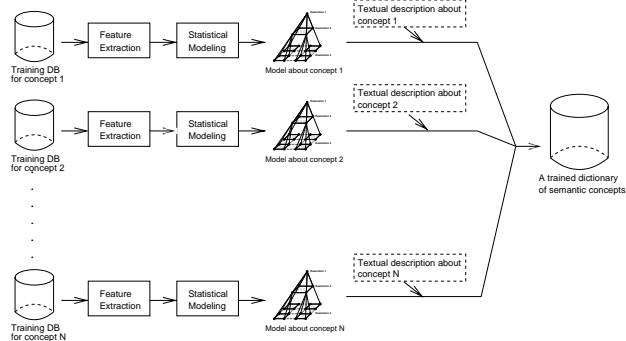 Textual description about
concept 1
Feature
Extraction
Statistical
Modeling
Training DB
for concept 1
Model about concept 1
Textual description about
concept 2
Feature
Extraction
Statistical
Modeling
Training DB
for concept 2
Model about concept 2
A trained dictionary
of semantic concepts
Textual description about
concept N
Feature
Extraction
Statistical
Modeling
Training DB
for concept N
Model about concept N